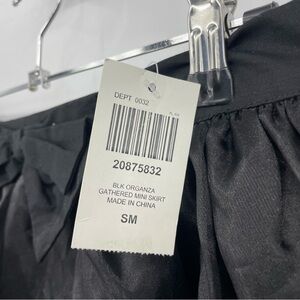 DEPT 0032
20875832
BLK ORGANZA
GATHERED MINI SKIRT
MADE IN CHINA
SM